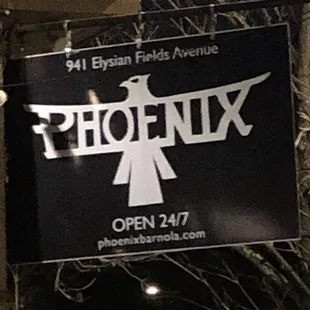 941 Elysian Fields Avenue
PHOENIX
OPEN 24/7
phoenixbarnola.com